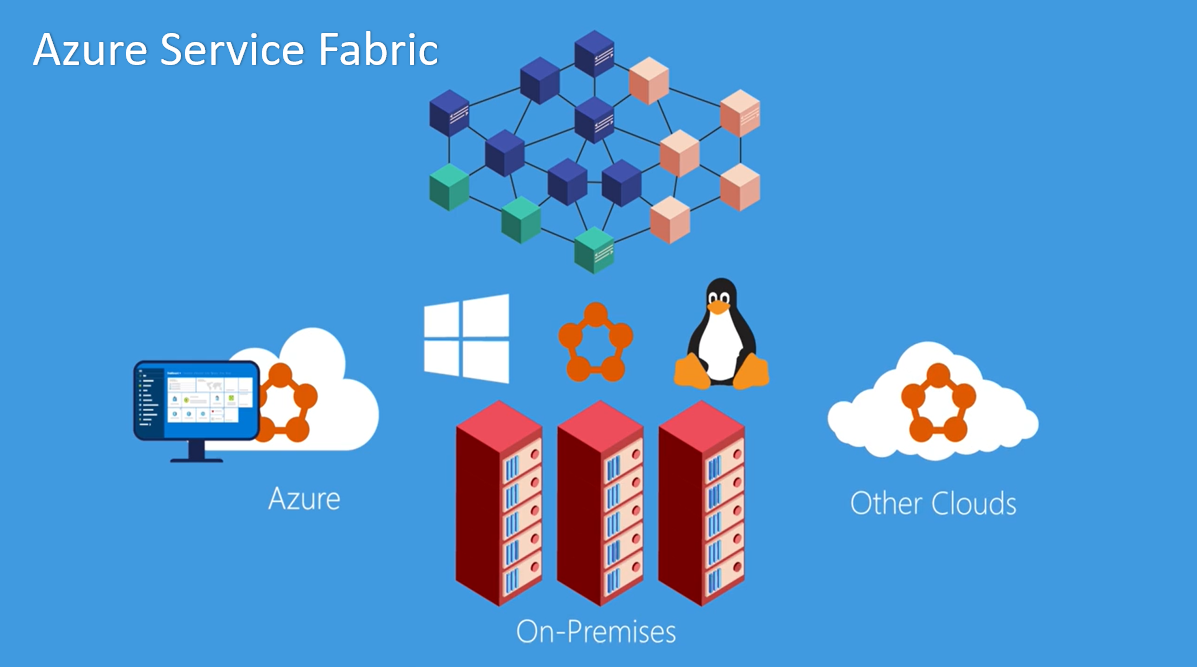 Azure Service Fabric
Azure
Other Clouds
On-Premises